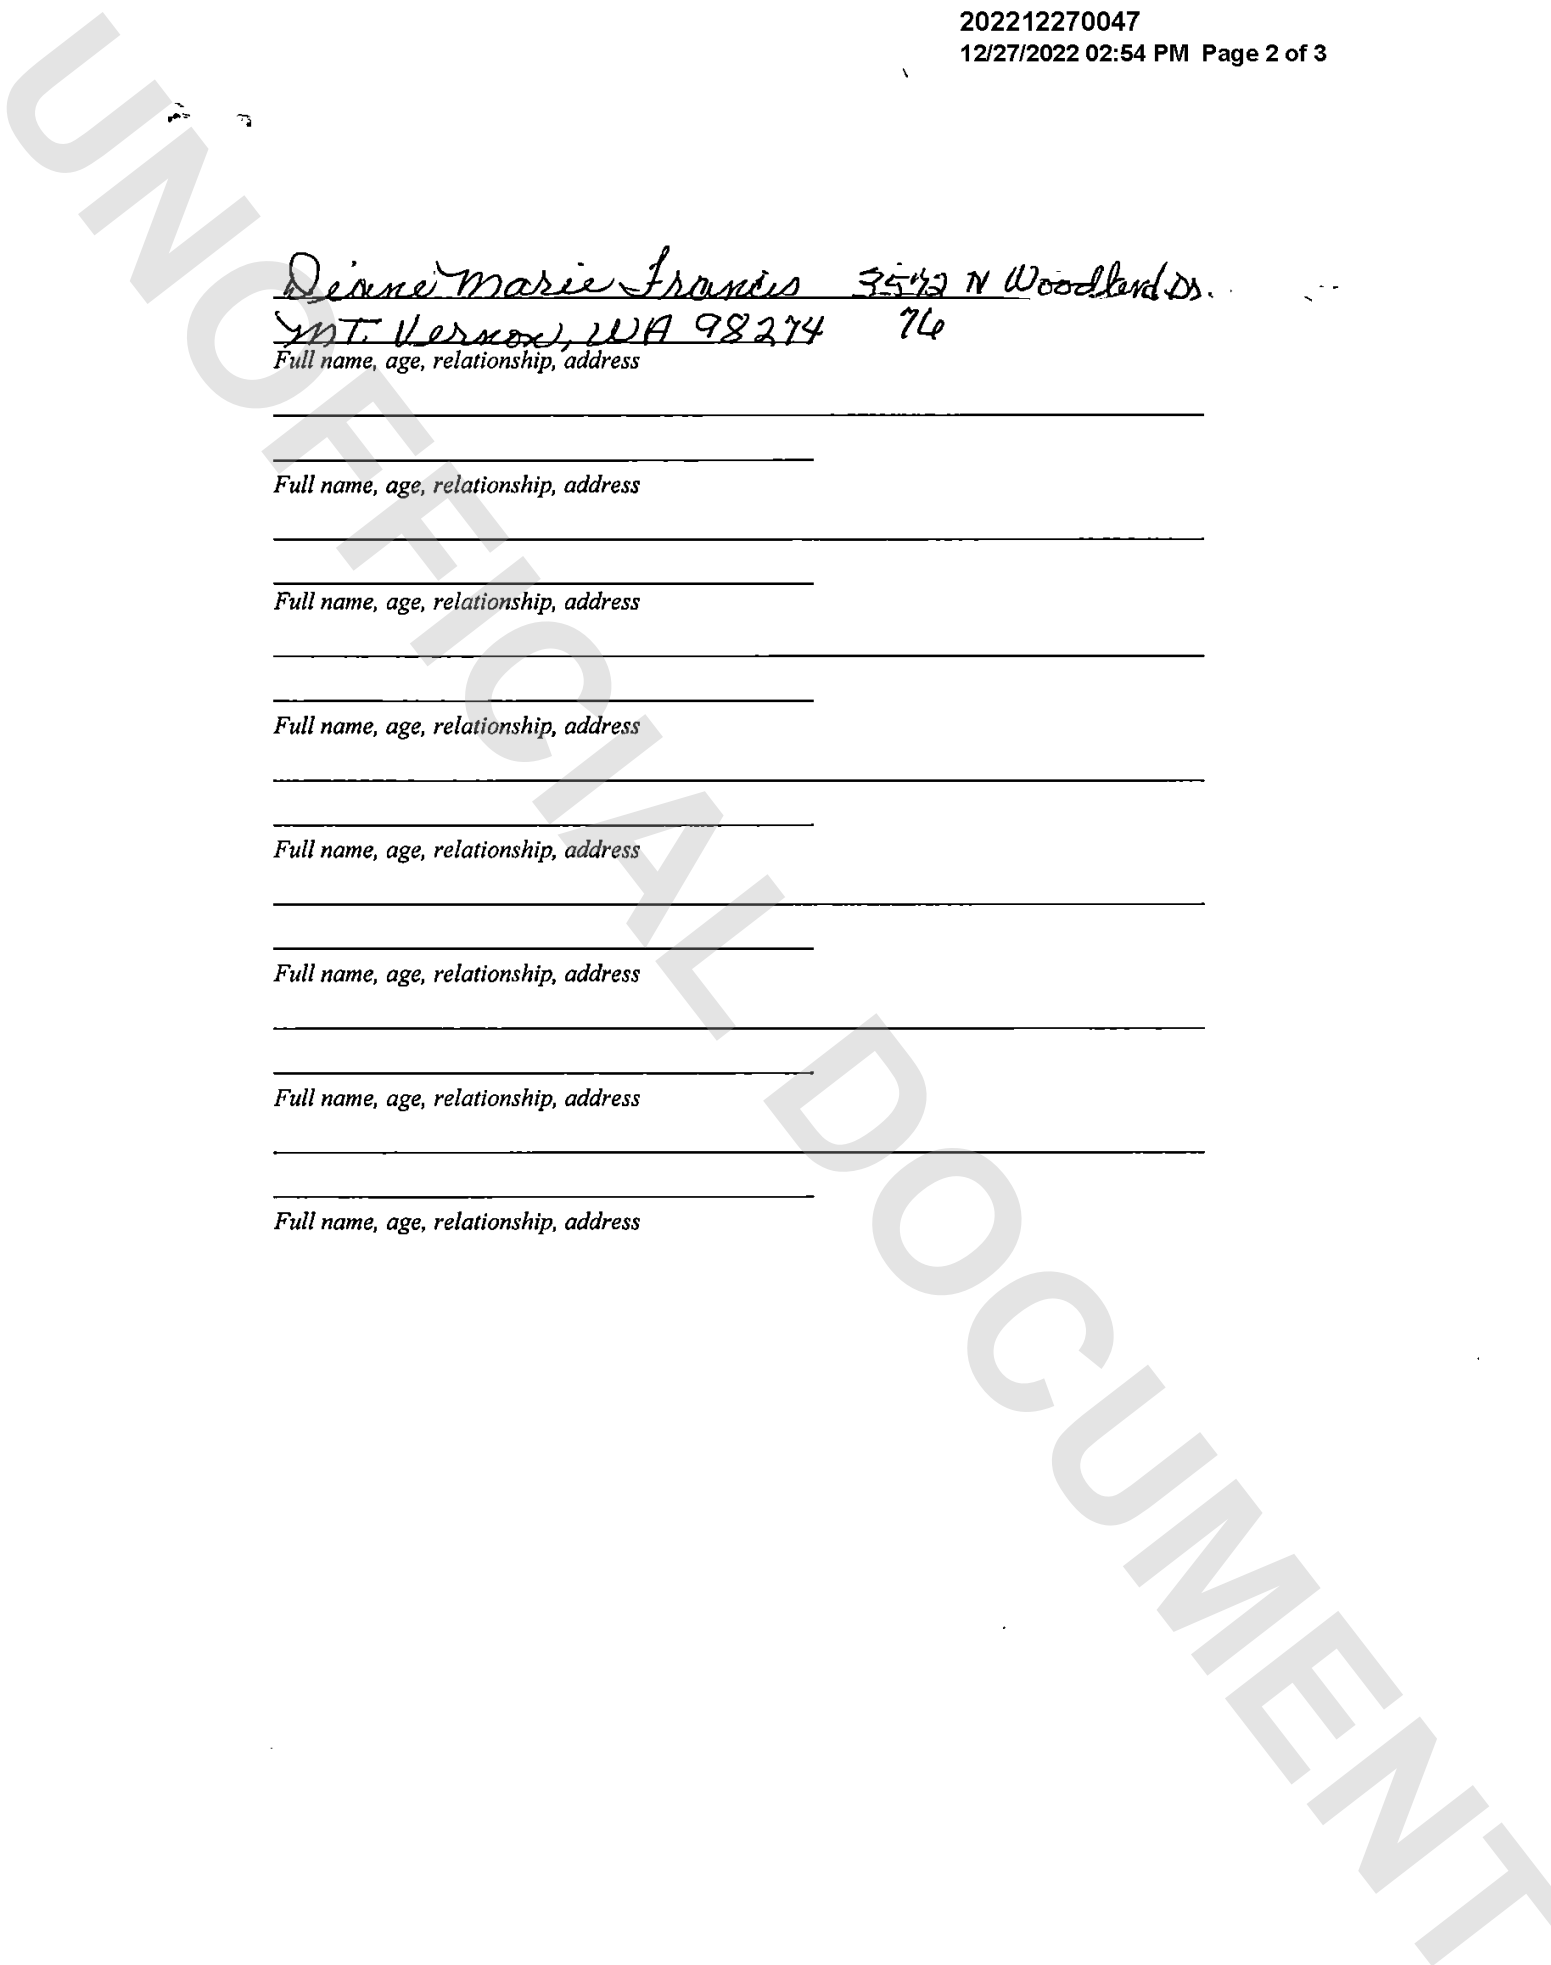 202212270047
12/27/2022 02:54 PM Page 2 of 3
Marie Francis N Woodland Dr.
MT. Vernon, WA 98274 76
Full name, age, relationship, address
Full name, age, relationship, address
Full name, age, relationship, address
Full name, age, relationship, address
Full name, age, relationship, address
Full name, age, relationship, address
Full name, age, relationship, address
Full name, age, relationship, address
UNOFFICIAL DOCUMENT